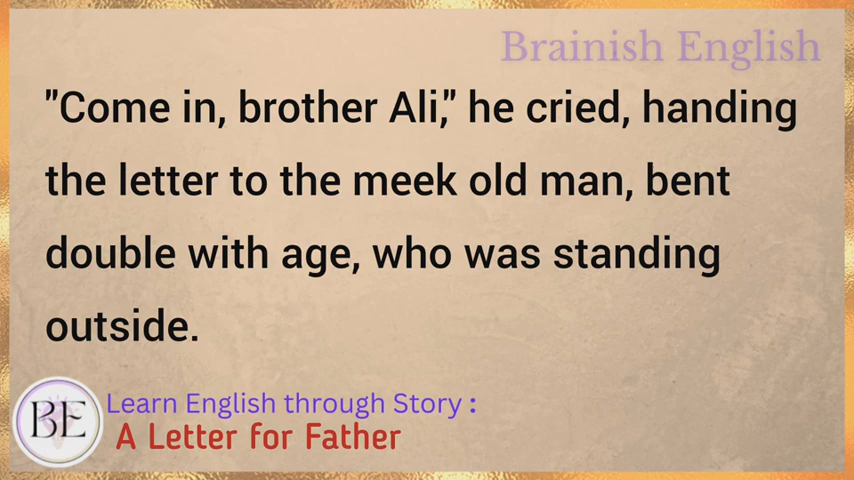 Brainish English
"Come in, brother Ali," he cried, handing
the letter to the meek old man, bent
double with age, who was standing
outside.
BE
Learn English through Story :
A Letter for Father